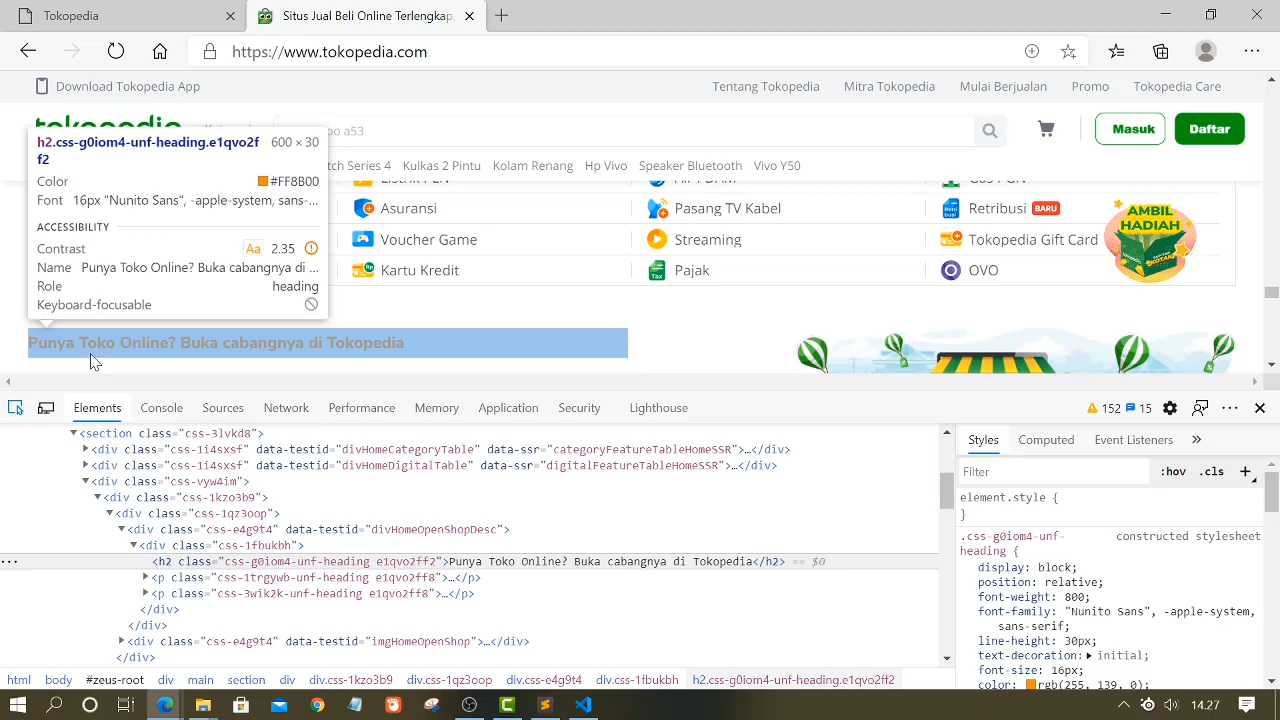 Tokopedia
Situs Jual Beli Terlengkap,
https://www.tokopedia.com
Download Tokopedia App
Tentang Tokopedia
Mitra Tokopedia
Mulai Berjualan
Promo
Tokopedia Care
a53
Masuk
Daftar
Series 4
Kulkas 2 Pintu
Kolam Renang
Hp Vivo
Speaker Bluetooth
Vivo Y50
h2.css-g0iom4-unf-heading.e1qvo2f
f2
600 × 30
Color
#FF8B00
Font 16px "Nunito Sans", -apple-system, sans-...
ACCESSIBILITY
Contrast
Aa 2.35
Name Punya Toko Online? Buka cabangnya di ...
Role
heading
Keyboard-focusable
Asuransi
Pasang TV Kabel
Retribusi BARU
Voucher Game
Streaming
Tokopedia Gift Card
Kartu Kredit
Pajak
OVO
AMBIL
HADIAH
Punya Toko Online? Buka cabangnya di Tokopedia
Elements
Console
Sources
Network
Performance
Memory
Application
Security
Lighthouse
152
15
<section class="css-3lvkd8">
<div class="css-1i4sxsf" data-testid="divHomeCategoryTable" data-ssr="categoryFeatureTableHomeSSR">…</div>
<div class="css-1i4sxsf" data-testid="divHomeDigitalTable" data-ssr="digitalFeatureTableHomeSSR">…</div>
<div class="css-vyw4im">
<div class="css-1kzo3b9">
<div class="css-1qz3oop">
<div class="css-e4g9t4" data-testid="divHomeOpenShopDesc">
<div class="css-1fbukbh">
<h2 class="css-g0iom4-unf-heading e1qvo2ff2">Punya Toko Online? Buka cabangnya di Tokopedia</h2> == $0
<p class="css-1trgywb-unf-heading e1qvo2ff8">…</p>
<p class="css-3wik2k-unf-heading e1qvo2ff8">…</p>
</div>
</div>
<div class="css-e4g9t4" data-testid="imgHomeOpenShop">…</div>
</div>
html
body
#zeus-root
div
main
section
div
div.css-1kzo3b9
div.css-1qz3oop
div.css-e4g9t4
div.css-1fbukbh
h2.css-g0iom4-unf-heading.e1qvo2ff2
Styles
Computed
Event Listeners
Filter
:hov
.cls
element.style {
}
.css-g0iom4-unf-
heading {
constructed stylesheet
display: block;
position: relative;
font-weight: 800;
font-family: "Nunito Sans", -apple-system,
sans-serif;
line-height: 30px;
text-decoration: initial;
font-size: 16px;
color: rgb(255, 139, 0);
14.27